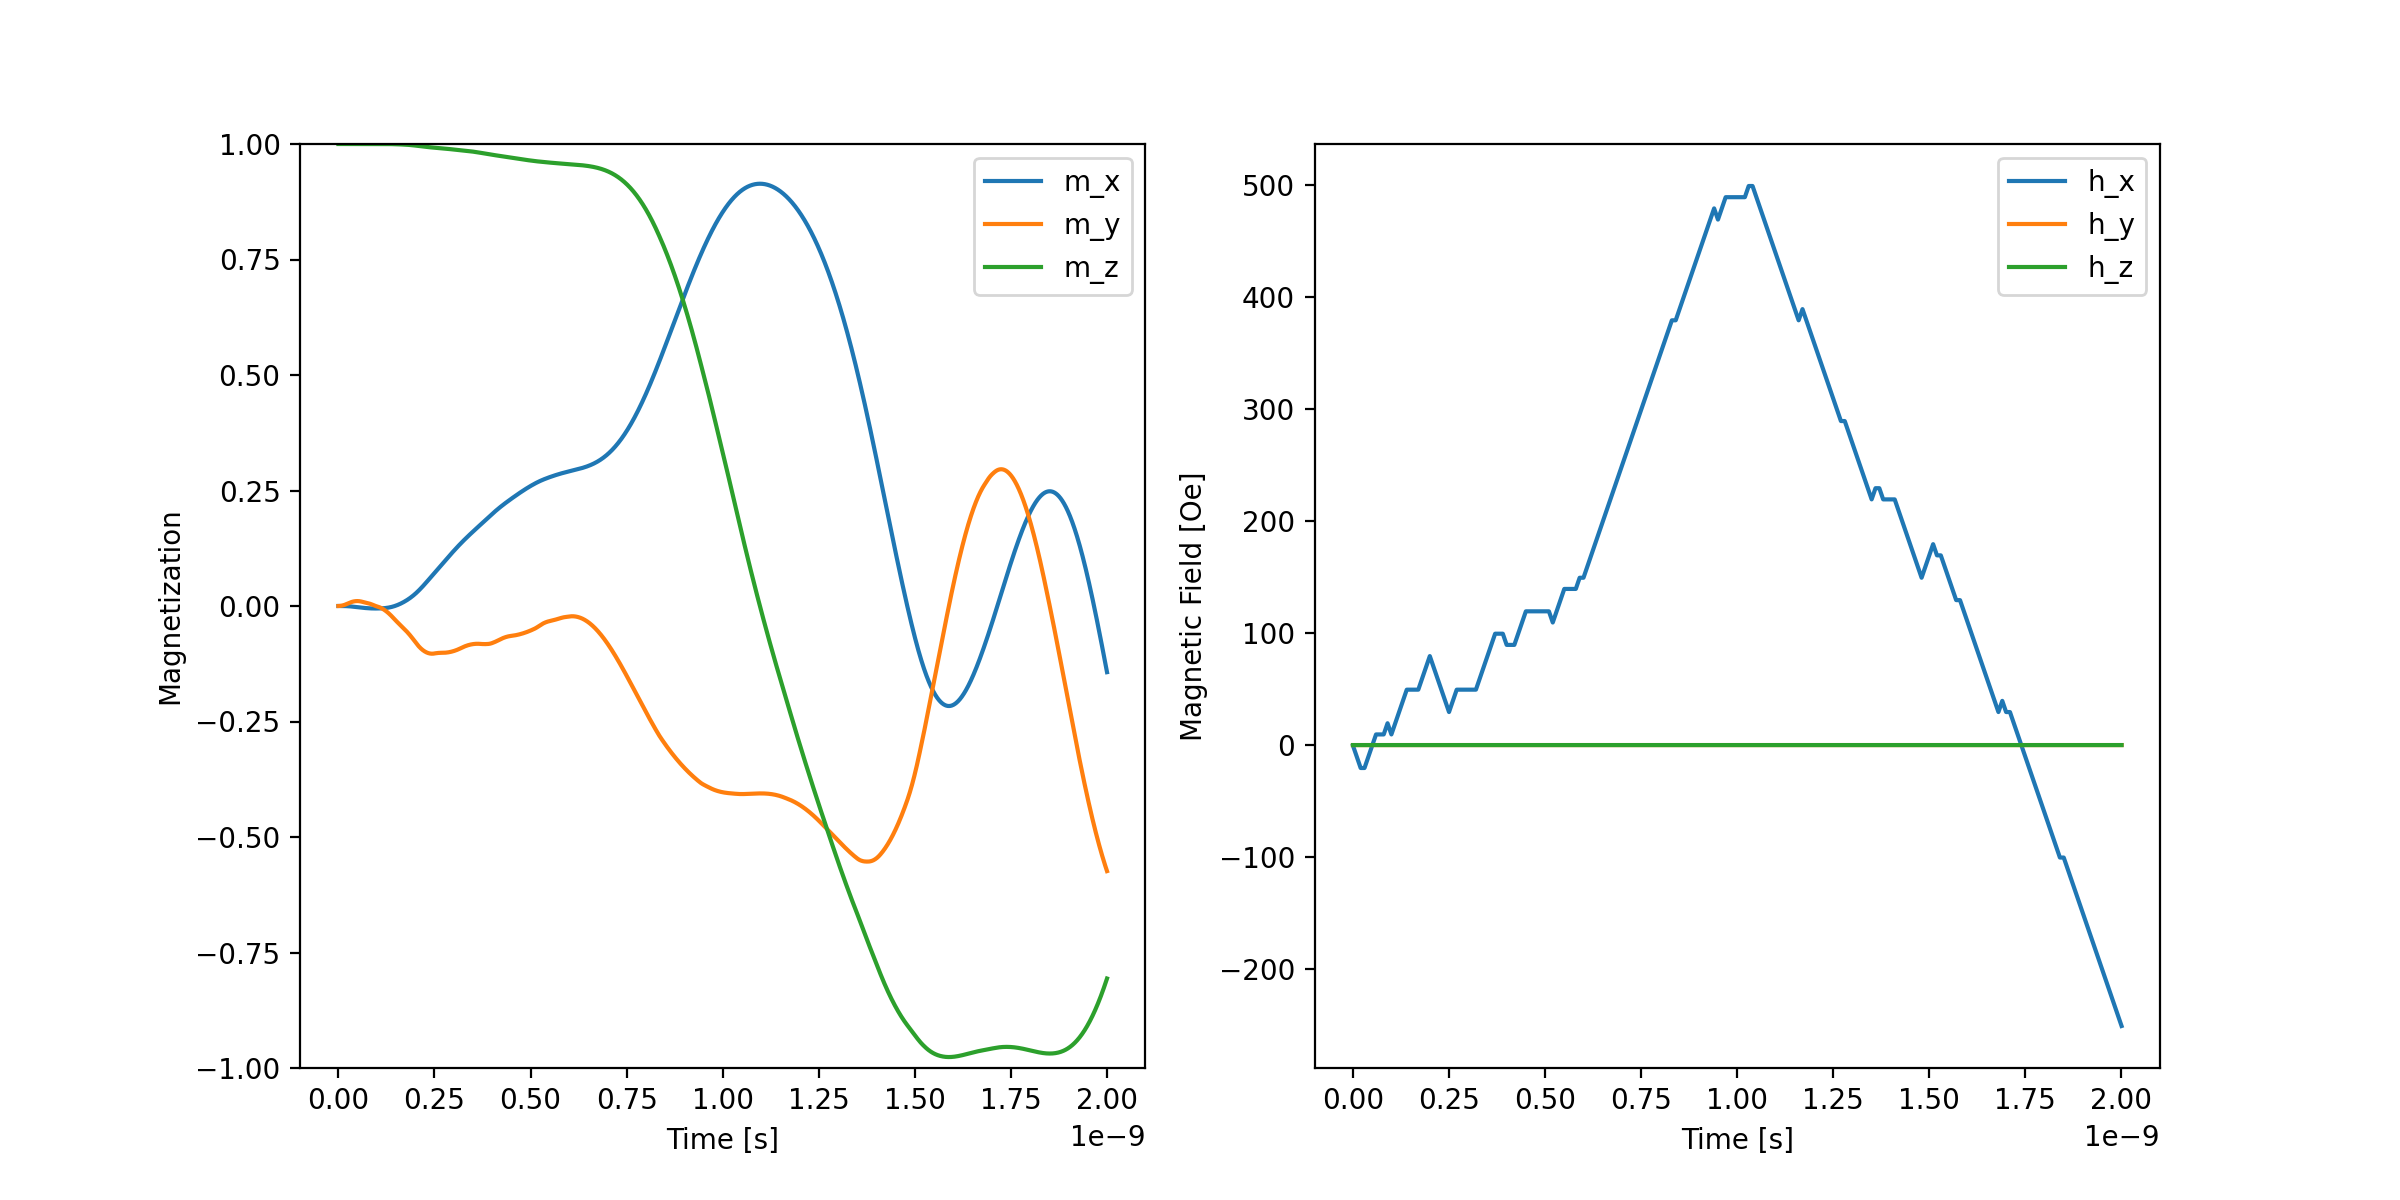 1.00
0.75
0.50
0.25
0.00
−0.25
−0.50
−0.75
−1.00
Magnetization
0.00 0.25 0.50 0.75 1.00 1.25 1.50 1.75 2.00
Time [s]
1e−9
m_x
m_y
m_z
500
400
300
200
100
0
−100
−200
Magnetic Field [Oe]
0.00 0.25 0.50 0.75 1.00 1.25 1.50 1.75 2.00
Time [s]
1e−9
h_x
h_y
h_z